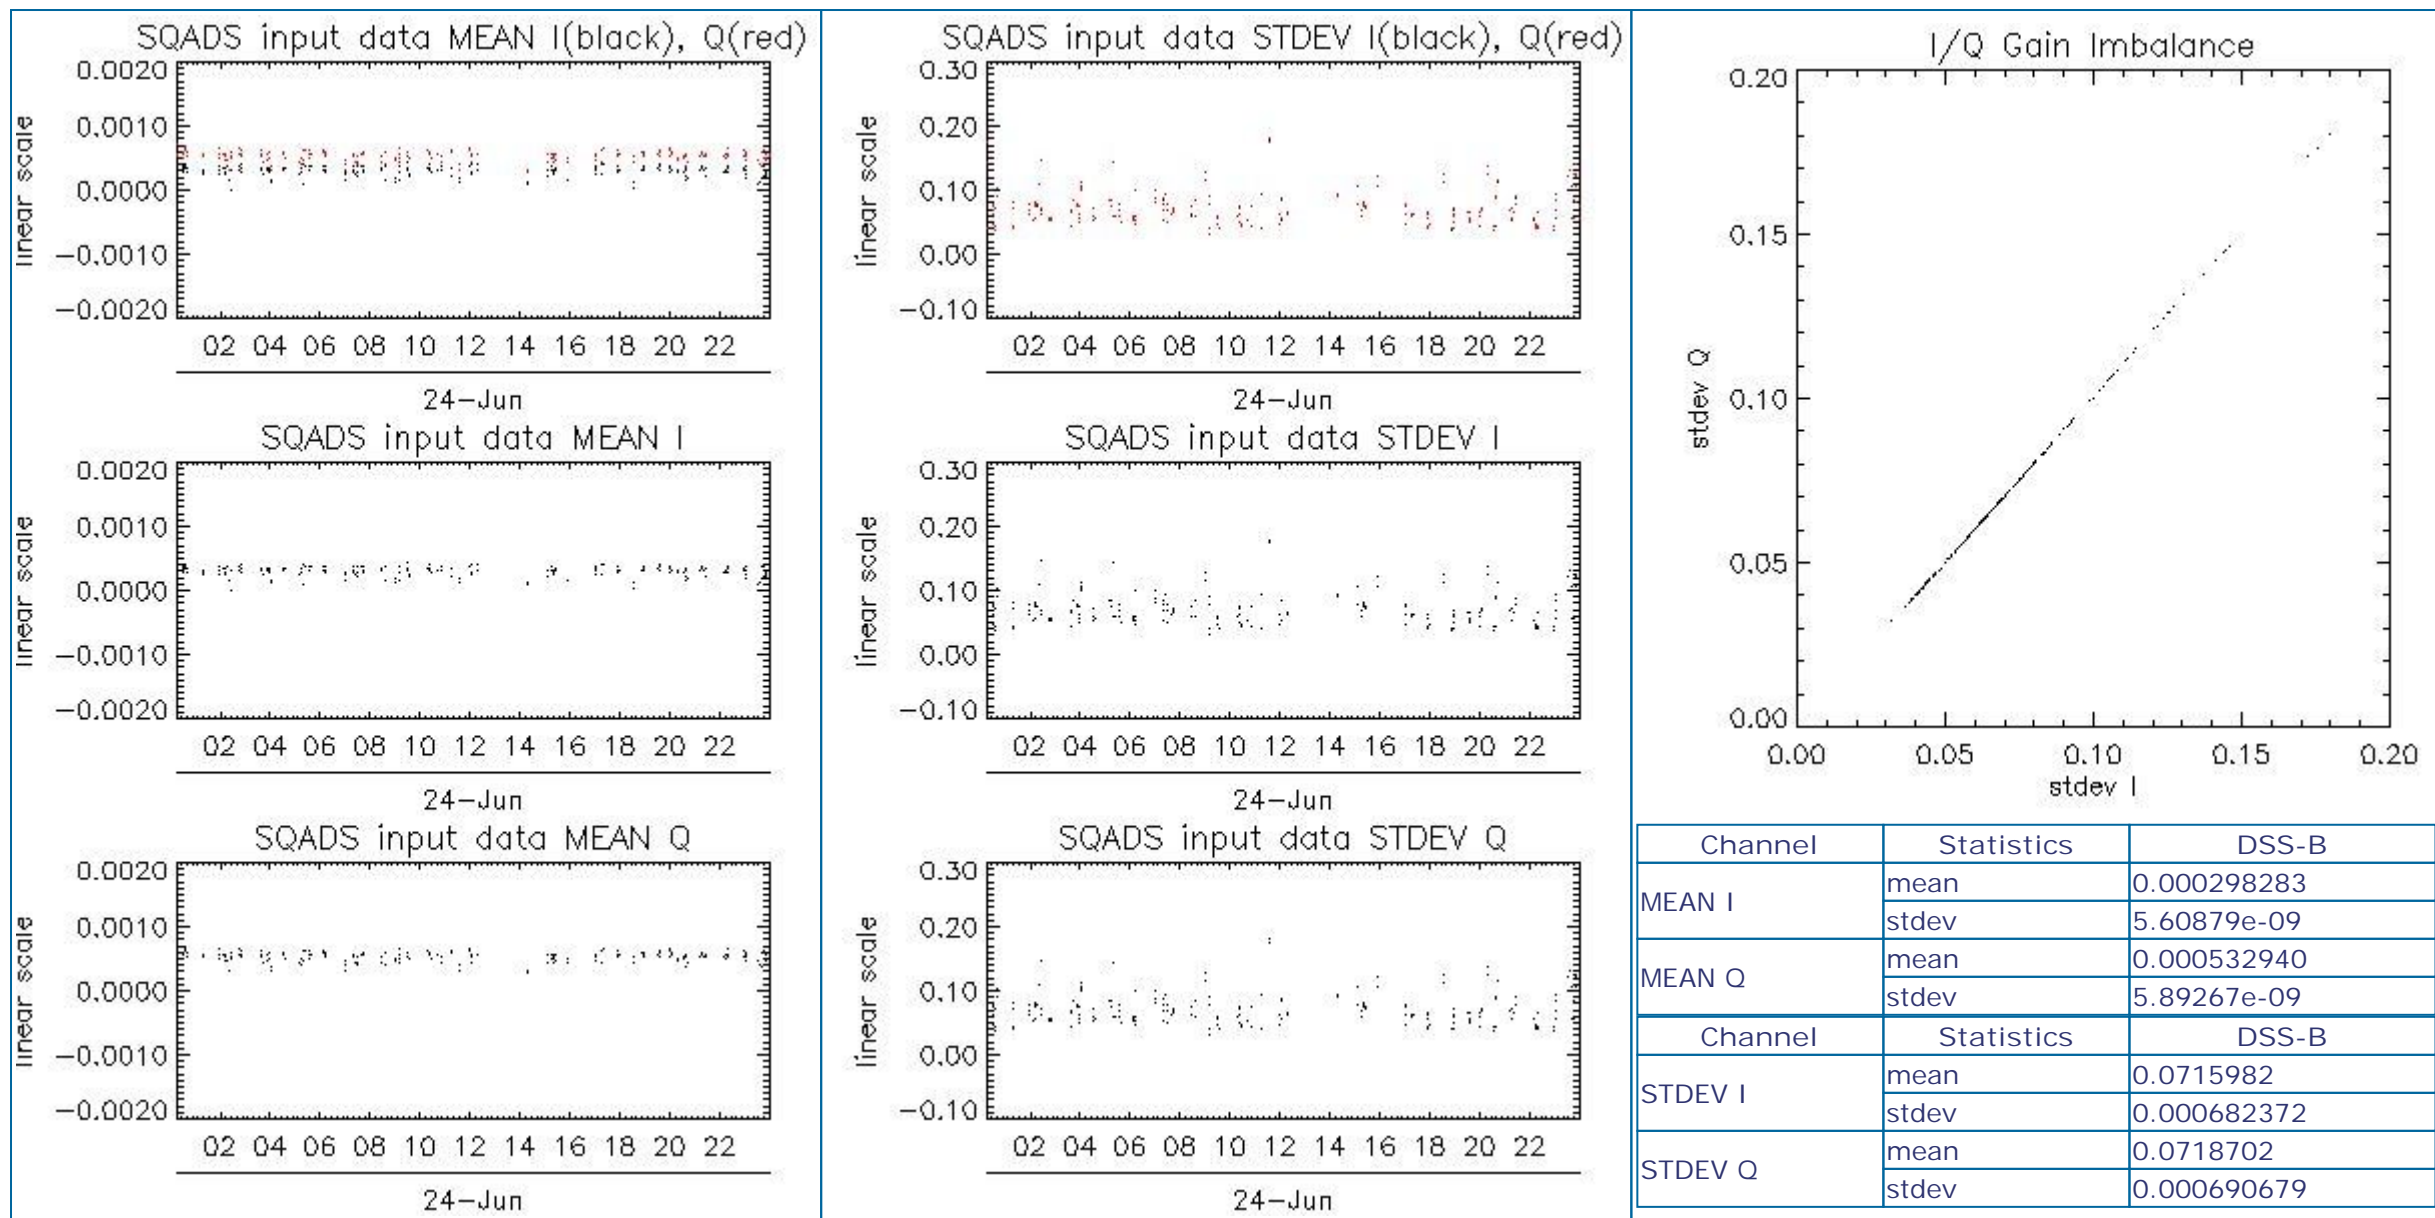 SQADS input data MEAN I(black), Q(red)
linear scale
0.0020
0.0010
0.0000
-0.0010
-0.0020
02 04 06 08 10 12 14 16 18 20 22
24-Jun
SQADS input data MEAN I
linear scale
0.0020
0.0010
0.0000
-0.0010
-0.0020
02 04 06 08 10 12 14 16 18 20 22
24-Jun
SQADS input data MEAN Q
linear scale
0.0020
0.0010
0.0000
-0.0010
-0.0020
02 04 06 08 10 12 14 16 18 20 22
24-Jun
SQADS input data STDEV I(black), Q(red)
linear scale
0.30
0.20
0.10
0.00
-0.10
02 04 06 08 10 12 14 16 18 20 22
24-Jun
SQADS input data STDEV I
linear scale
0.30
0.20
0.10
0.00
-0.10
02 04 06 08 10 12 14 16 18 20 22
24-Jun
SQADS input data STDEV Q
linear scale
0.30
0.20
0.10
0.00
-0.10
02 04 06 08 10 12 14 16 18 20 22
24-Jun
I/Q Gain Imbalance
stdev Q
0.20
0.15
0.10
0.05
0.00
0.00 0.05 0.10 0.15 0.20
stdev I
Channel Statistics DSS-B
MEAN I mean 0.000298283
stdev 5.60879e-09
MEAN Q mean 0.000532940
stdev 5.89267e-09
Channel Statistics DSS-B
STDEV I mean 0.0715982
stdev 0.000682372
STDEV Q mean 0.0718702
stdev 0.000690679